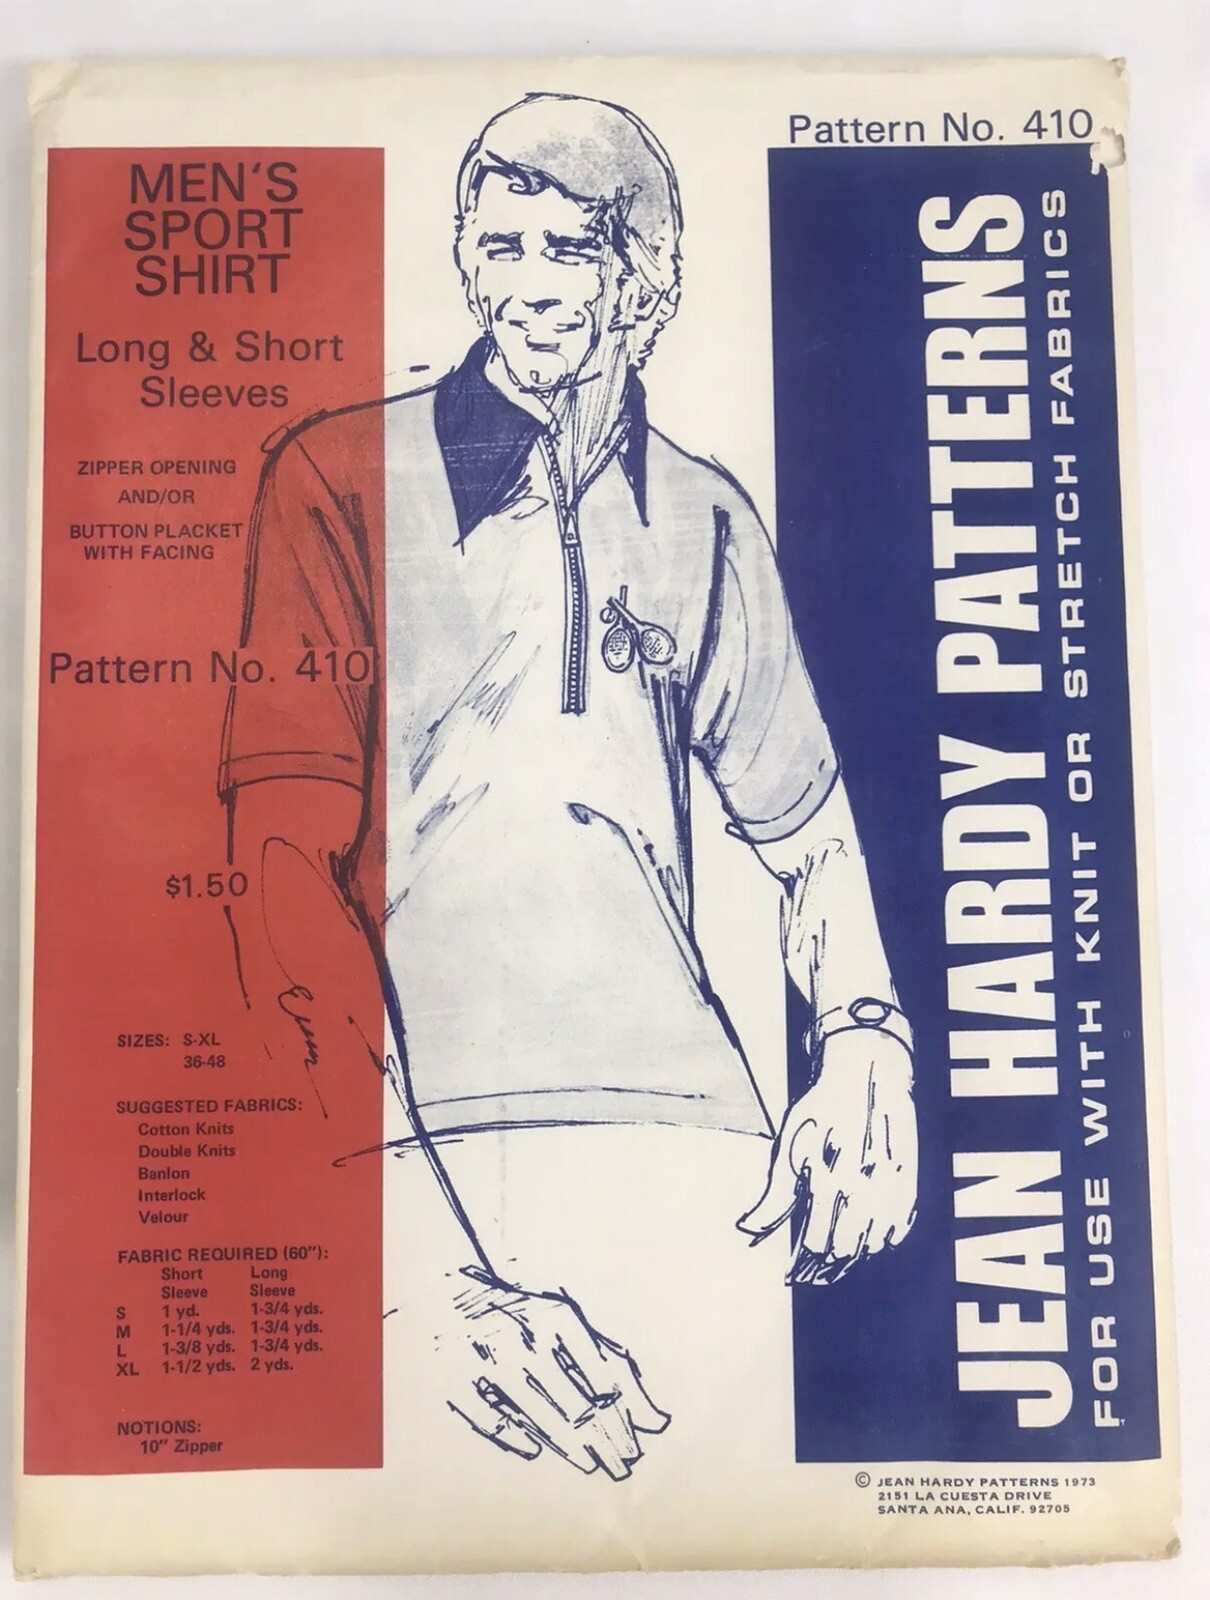 Pattern No. 410
MEN'S
SPORT
SHIRT
Long & Short
Sleeves
ZIPPER OPENING
AND/OR
BUTTON PLACKET
WITH FACING
Pattern No. 410
$1.50
SIZES: S-XL
36-48
SUGGESTED FABRICS:
Cotton Knits
Double Knits
Banlon
Interlock
Velour
FABRIC REQUIRED (60"):
Short Long
Sleeve Sleeve
S 1 yd. 1-3/4 yds.
M 1-1/4 yds. 1-3/4 yds.
L 1-3/8 yds. 1-3/4 yds.
XL 1-1/2 yds. 2 yds.
NOTIONS:
10" Zipper
JEAN HARDY PATTERNS
FOR USE WITH KNIT OR STRETCH FABRICS
© JEAN HARDY PATTERNS 1973
2151 LA CUESTA DRIVE
SANTA ANA, CALIF. 92705